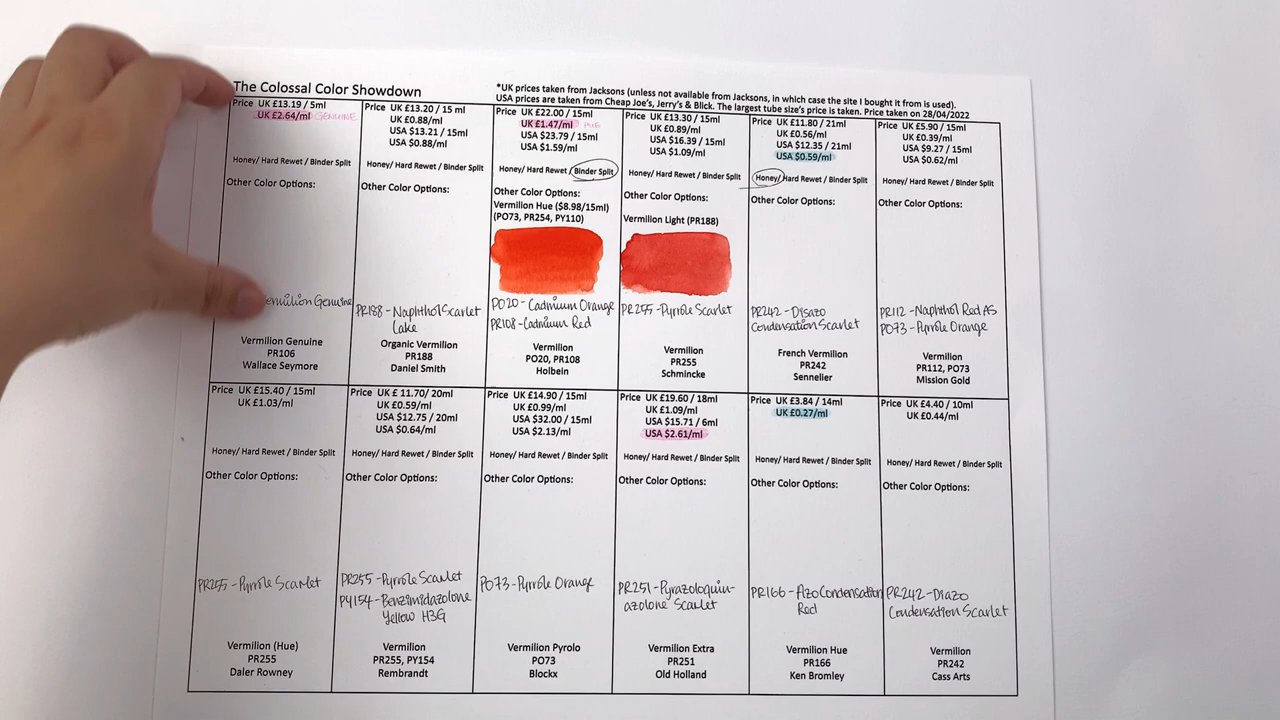 The Colossal Color Showdown
*UK prices taken from Jacksons (unless not available from Jacksons, in which case the site I bought it from is used).
USA prices are taken from Cheap Joe's, Jerry's & Blick. The largest tube size's price is taken. Price taken on 28/04/2022
Price UK £13.19 / 5ml
UK £2.64/ml GENUINE
Honey/ Hard Rewet / Binder Split
Other Color Options:
Genuine
Vermilion Genuine
PR106
Wallace Seymore
Price UK £13.20 / 15 ml
UK £0.88/ml
USA $13.21 / 15ml
USA $0.88/ml
Honey/ Hard Rewet / Binder Split
Other Color Options:
PR188 - Naphthol Scarlet
Lake
Organic Vermilion
PR188
Daniel Smith
Price UK £22.00 / 15ml
UK £1.47/ml HUE
USA $23.79 / 15ml
USA $1.59/ml
Honey/ Hard Rewet / Binder Split
Other Color Options:
Vermilion Hue ($8.98/15ml)
(PO73, PR254, PY110)
PO20 - Cadmium Orange
PR108 - Cadmium Red
Vermilion
PO20, PR108
Holbein
Price UK £13.30 / 15ml
UK £0.89/ml
USA $16.39 / 15ml
USA $1.09/ml
Honey/ Hard Rewet / Binder Split
Other Color Options:
Vermilion Light (PR188)
PR255 - Pyrrole Scarlet
Vermilion
PR255
Schmincke
Price UK £11.80 / 21ml
UK £0.56/ml
USA $12.35 / 21ml
USA $0.59/ml
Honey/ Hard Rewet / Binder Split
Other Color Options:
PR242 - Disazo
Condensation Scarlet
French Vermilion
PR242
Sennelier
Price UK £5.90 / 15ml
UK £0.39/ml
USA $9.27 / 15ml
USA $0.62/ml
Honey/ Hard Rewet / Binder Split
Other Color Options:
PR112 - Naphthol Red AS
PO73 - Pyrrole Orange
Vermilion
PR112, PO73
Mission Gold
Price UK £15.40 / 15ml
UK £1.03/ml
Honey/ Hard Rewet / Binder Split
Other Color Options:
PR255 - Pyrrole Scarlet
Vermilion (Hue)
PR255
Daler Rowney
Price UK £ 11.70/ 20ml
UK £0.59/ml
USA $12.75 / 20ml
USA $0.64/ml
Honey/ Hard Rewet / Binder Split
Other Color Options:
PR255 - Pyrrole Scarlet
PY154 - Benzimidazolone
Yellow H3G
Vermilion
PR255, PY154
Rembrandt
Price UK £14.90 / 15ml
UK £0.99/ml
USA $32.00 / 15ml
USA $2.13/ml
Honey/ Hard Rewet / Binder Split
Other Color Options:
PO73 - Pyrrole Orange
Vermilion Pyrolo
PO73
Blockx
Price UK £19.60 / 18ml
UK £1.09/ml
USA $15.71 / 6ml
USA $2.61/ml
Honey/ Hard Rewet / Binder Split
Other Color Options:
PR251 - Pyrazoloquin-
azolone Scarlet
Vermilion Extra
PR251
Old Holland
Price UK £3.84 / 14ml
UK £0.27/ml
Honey/ Hard Rewet / Binder Split
Other Color Options:
PR166 - Azo Condensation
Red
Vermilion Hue
PR166
Ken Bromley
Price UK £4.40 / 10ml
UK £0.44/ml
Honey/ Hard Rewet / Binder Split
Other Color Options:
PR242 - Diazo
Condensation Scarlet
Vermilion
PR242
Cass Arts